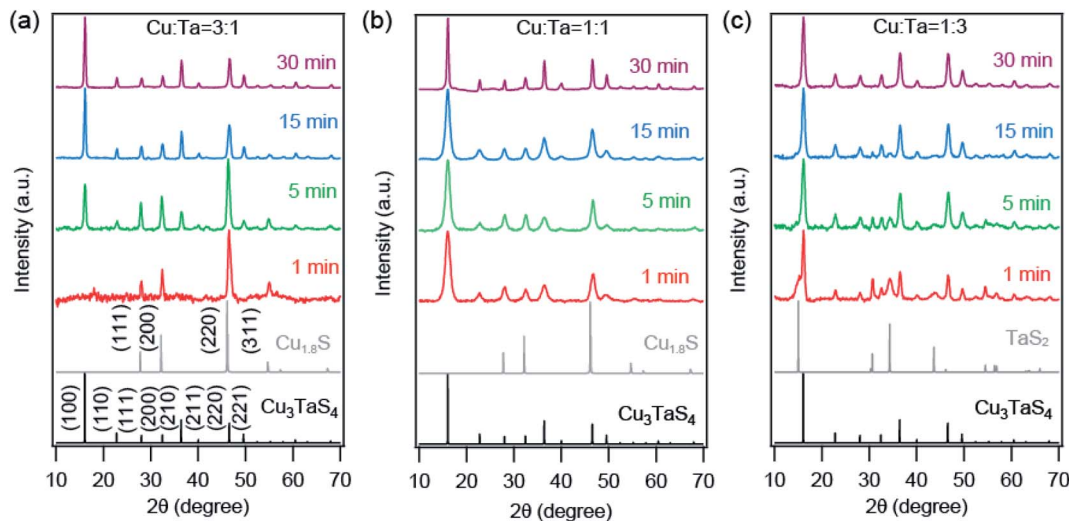 (a)
Cu:Ta=3:1
30 min
15 min
5 min
1 min
(111)
(200)
(220)
(311)
Cu₁.₈S
(100)
(110)
(111)
(200)
(210)
(211)
(220)
(221)
Cu₃TaS₄
Intensity (a.u.)
10 20 30 40 50 60 70
2θ (degree)
(b)
Cu:Ta=1:1
30 min
15 min
5 min
1 min
Cu₁.₈S
Cu₃TaS₄
Intensity (a.u.)
10 20 30 40 50 60 70
2θ (degree)
(c)
Cu:Ta=1:3
30 min
15 min
5 min
1 min
TaS₂
Cu₃TaS₄
Intensity (a.u.)
10 20 30 40 50 60 70
2θ (degree)